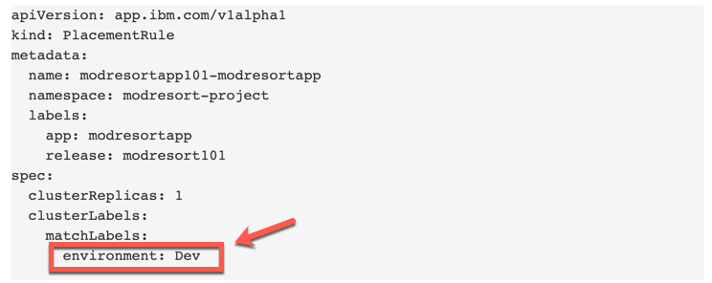 apiVersion: app.ibm.com/v1alpha1
kind: PlacementRule
metadata:
  name: modresortapp101-modresortapp
  namespace: modresort-project
  labels:
    app: modresortapp
    release: modresort101
spec:
  clusterReplicas: 1
  clusterLabels:
    matchLabels:
      environment: Dev